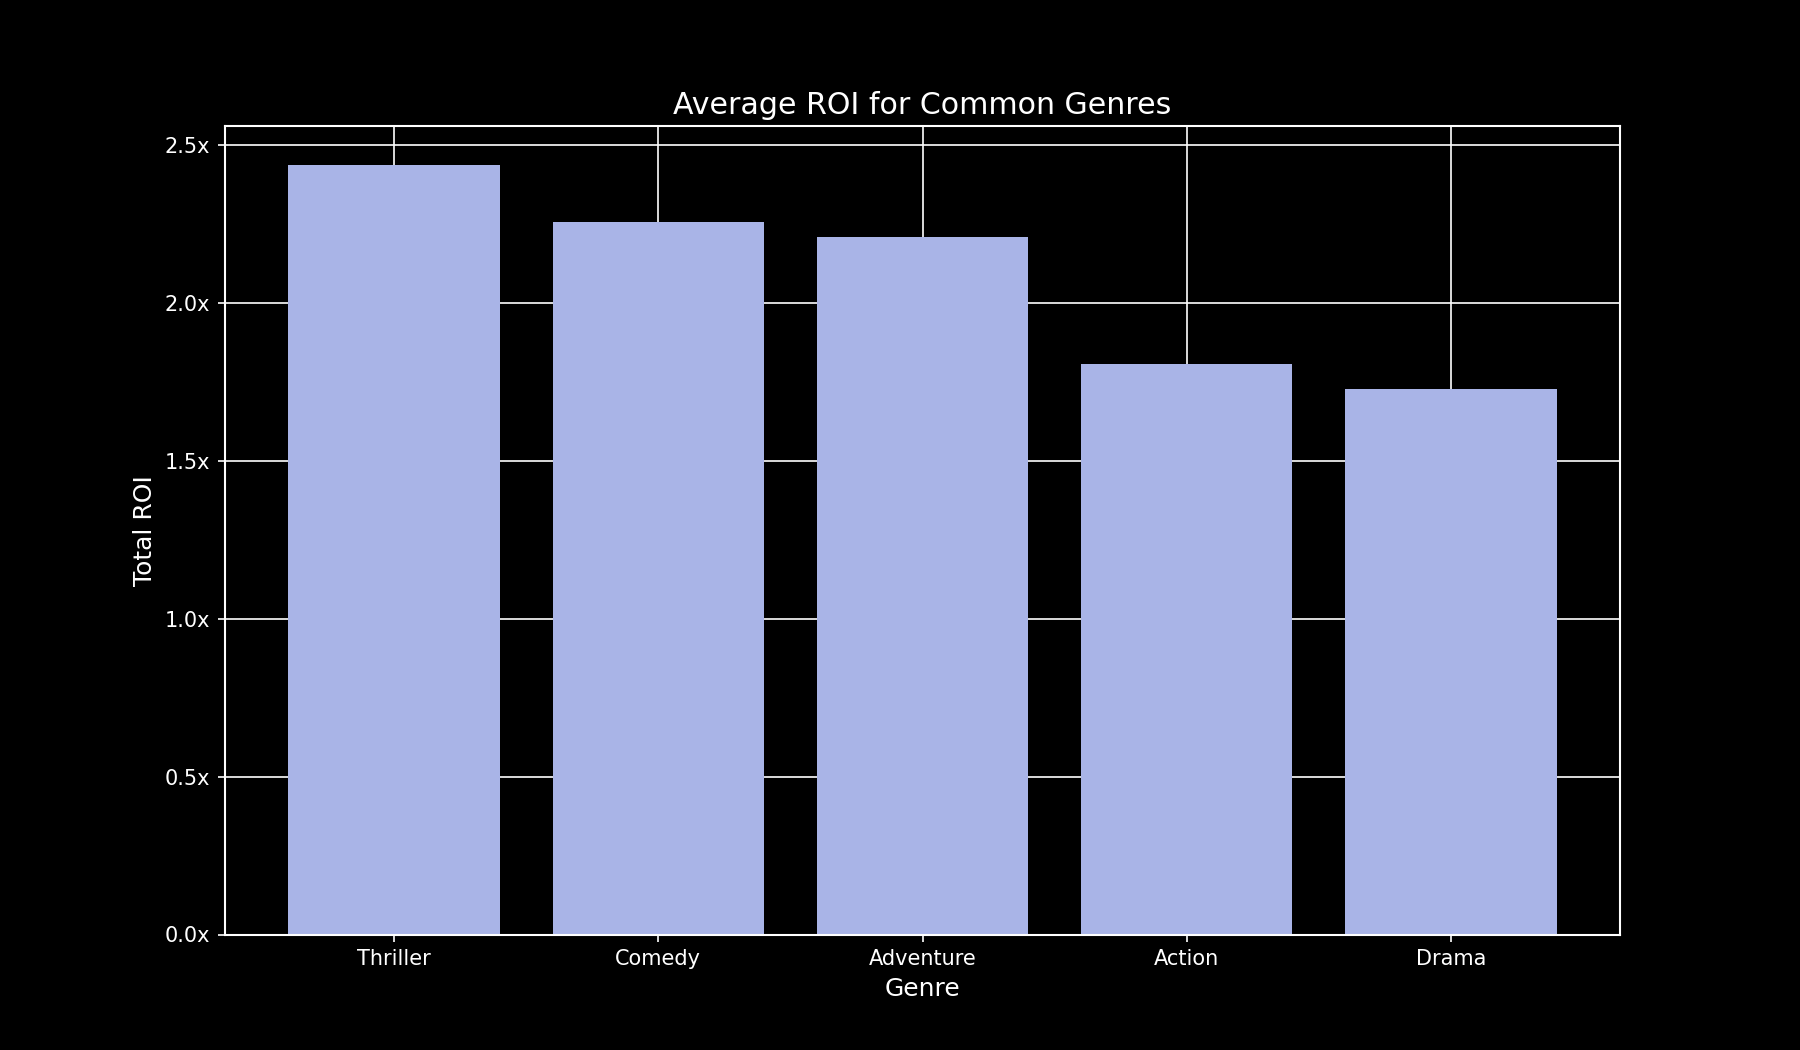 Average ROI for Common Genres
2.5x
2.0x
1.5x
1.0x
0.5x
0.0x
Total ROI
Thriller Comedy Adventure Action Drama
Genre